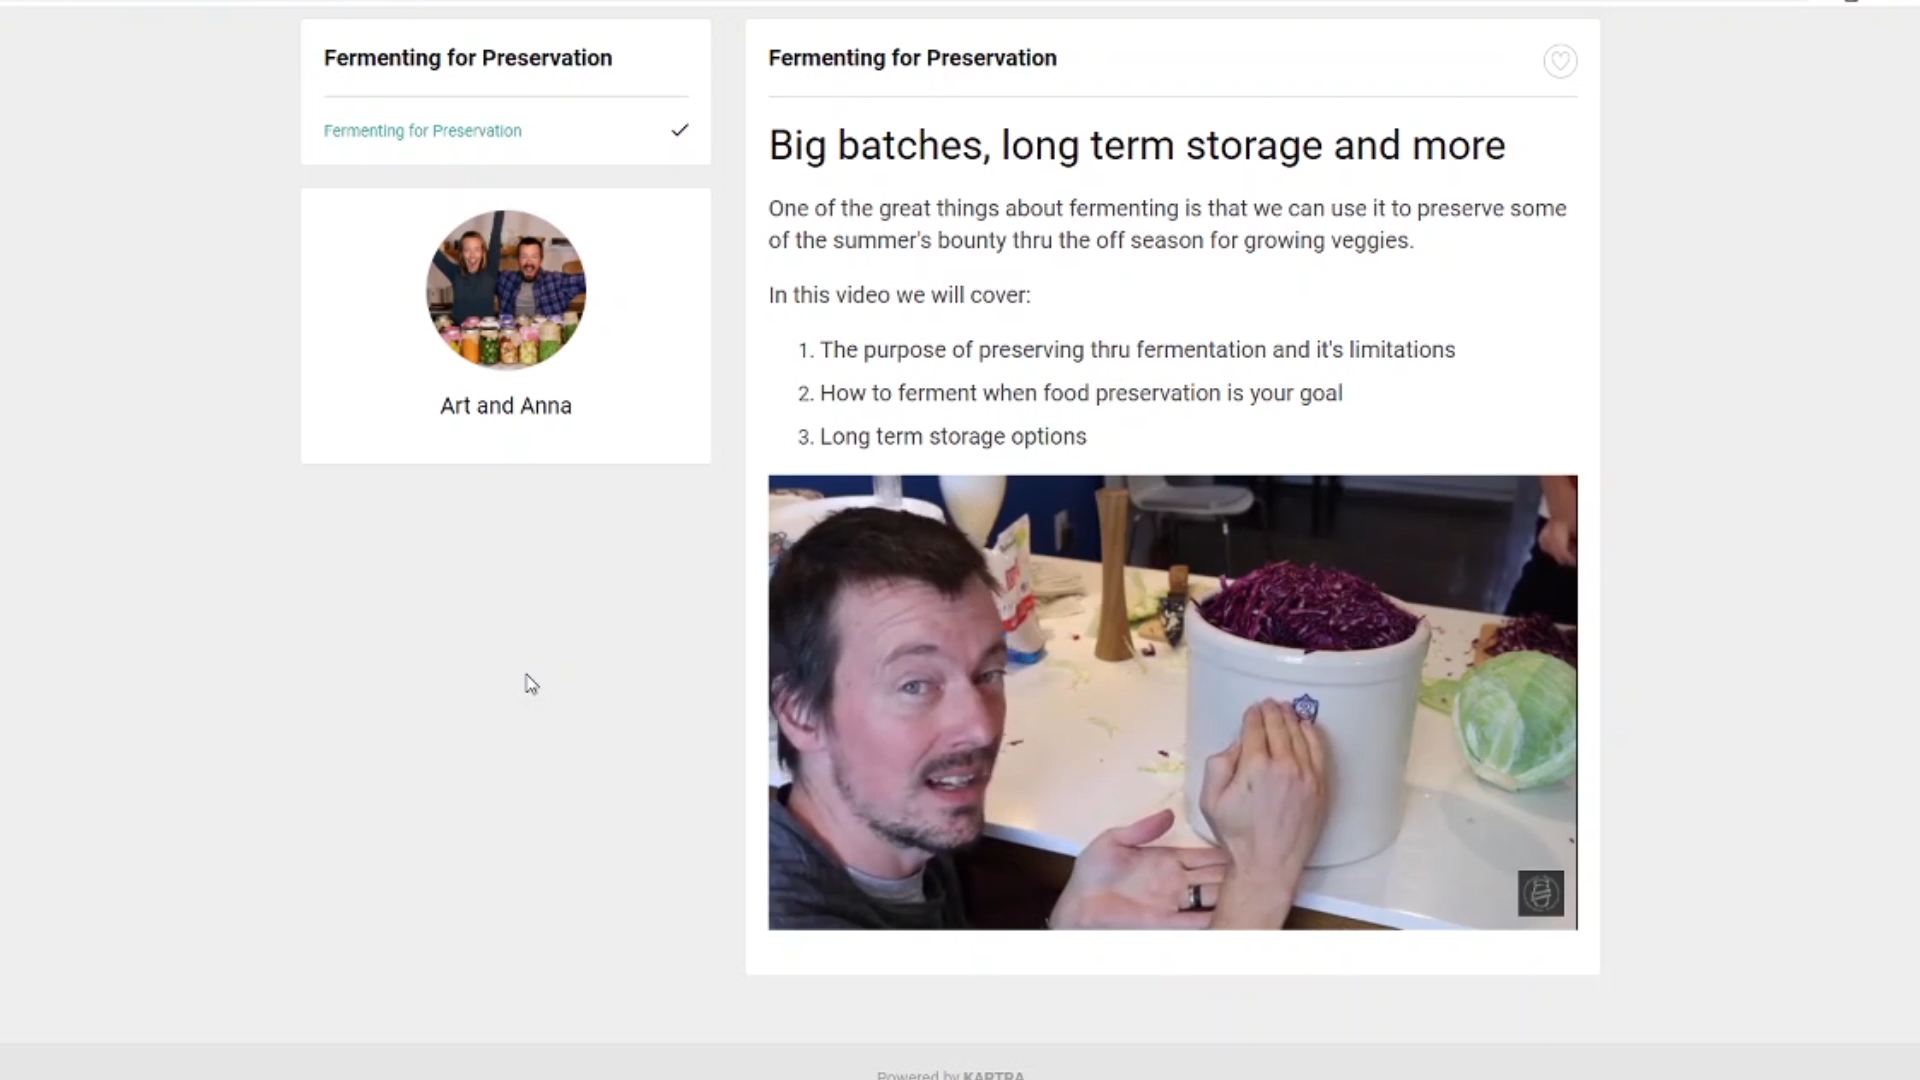 Fermenting for Preservation
Fermenting for Preservation
Art and Anna
Fermenting for Preservation
Big batches, long term storage and more
One of the great things about fermenting is that we can use it to preserve some
of the summer's bounty thru the off season for growing veggies.
In this video we will cover:
1. The purpose of preserving thru fermentation and it's limitations
2. How to ferment when food preservation is your goal
3. Long term storage options
Powered by KARTRA